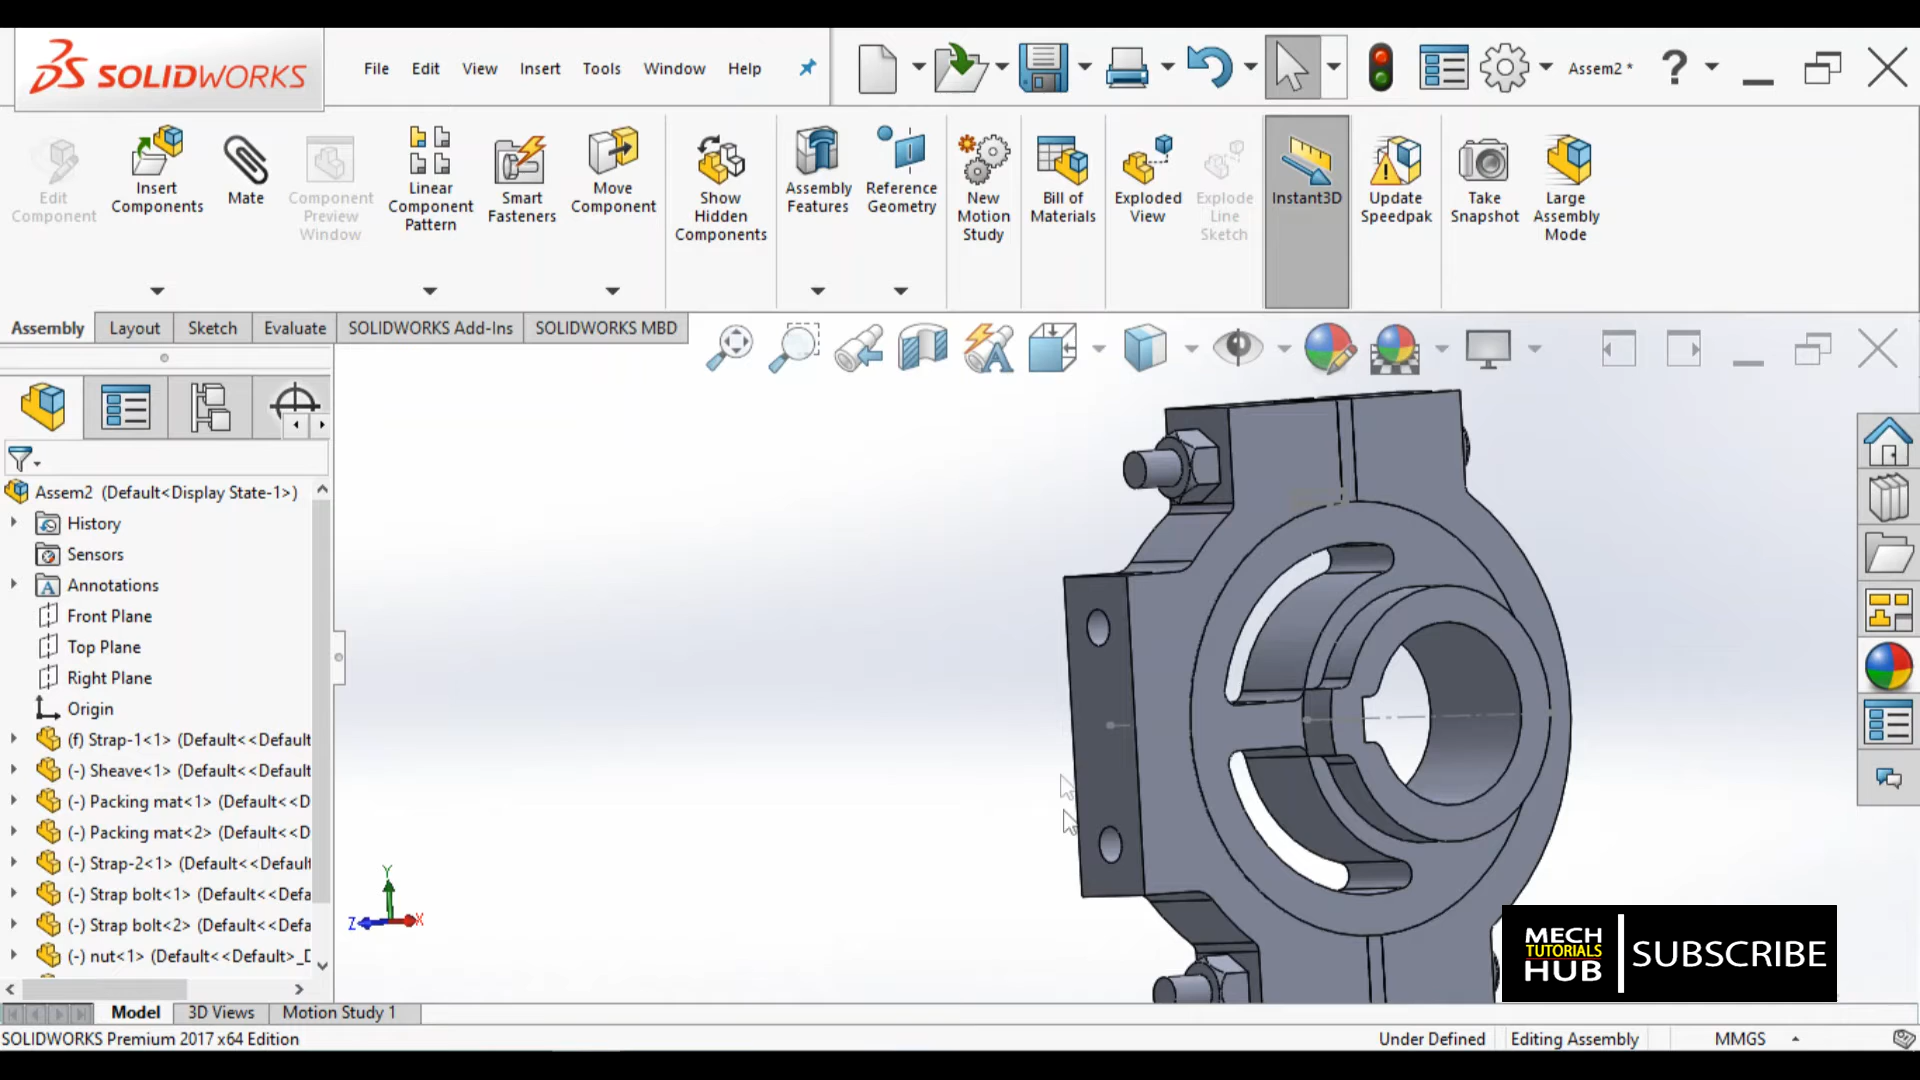 SOLIDWORKS
File Edit View Insert Tools Window Help
Assem2 *
Edit Component
Insert Components
Mate
Component Preview Window
Linear Component Pattern
Smart Fasteners
Move Component
Show Hidden Components
Assembly Features
Reference Geometry
New Motion Study
Bill of Materials
Exploded View
Explode Line Sketch
Instant3D
Update Speedpak
Take Snapshot
Large Assembly Mode
Assembly Layout Sketch Evaluate SOLIDWORKS Add-Ins SOLIDWORKS MBD
Assem2 (Default<Display State-1>)
History
Sensors
Annotations
Front Plane
Top Plane
Right Plane
Origin
(f) Strap-1<1> (Default<<Default
(-) Sheave<1> (Default<<Default
(-) Packing mat<1> (Default<<D
(-) Packing mat<2> (Default<<D
(-) Strap-2<1> (Default<<Default
(-) Strap bolt<1> (Default<<Defa
(-) Strap bolt<2> (Default<<Defa
(-) nut<1> (Default<<Default>_D
Y
Z
X
MECH
TUTORIALS
HUB
SUBSCRIBE
Model 3D Views Motion Study 1
SOLIDWORKS Premium 2017 x64 Edition
Under Defined Editing Assembly MMGS